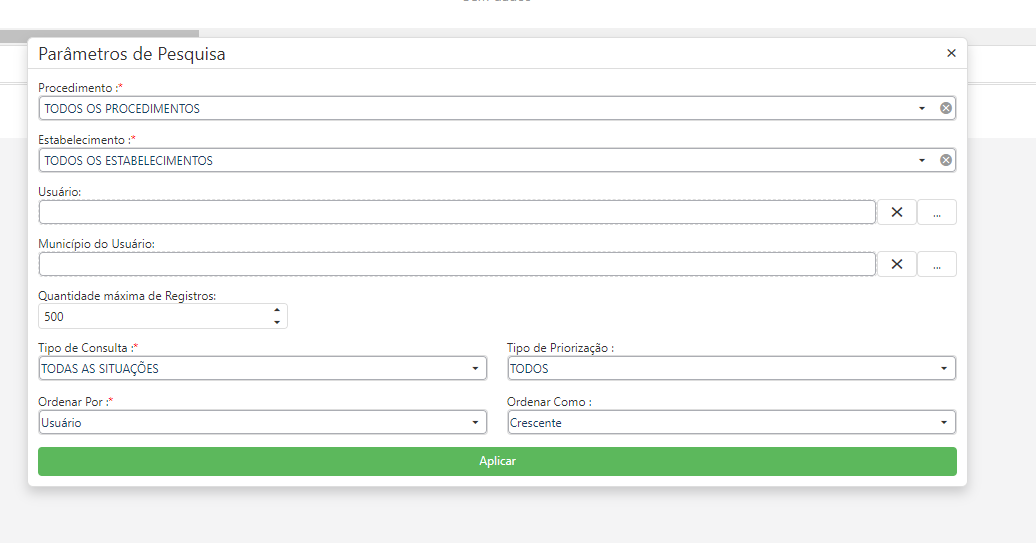 Parâmetros de Pesquisa
Procedimento :*
TODOS OS PROCEDIMENTOS
Estabelecimento :*
TODOS OS ESTABELECIMENTOS
Usuário:
...
Município do Usuário:
...
Quantidade máxima de Registros:
500
Tipo de Consulta :*
Tipo de Priorização :
TODAS AS SITUAÇÕES
TODOS
Ordenar Por :*
Ordenar Como :
Usuário
Crescente
Aplicar